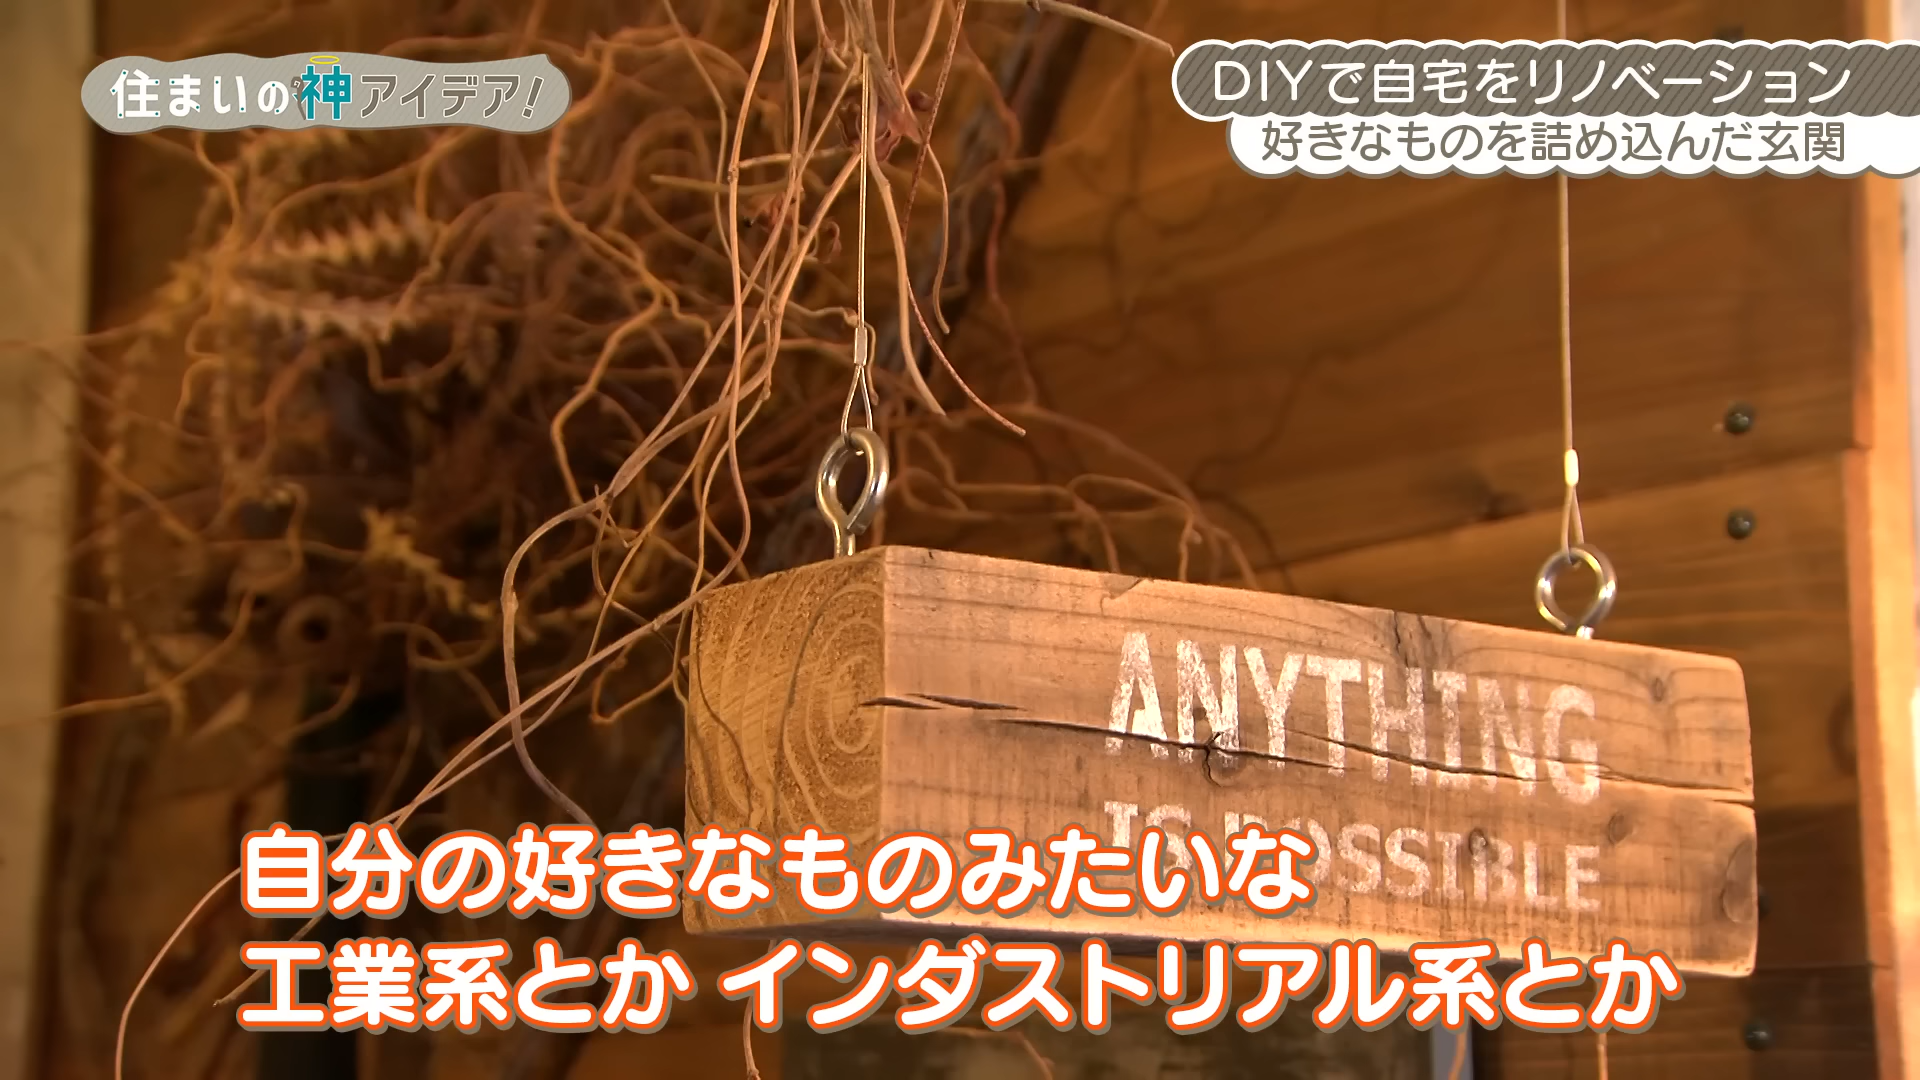 住まいの神アイデア!
DIYで自宅をリノベーション
好きなものを詰め込んだ玄関
ANYTHING
IS POSSIBLE
自分の好きなものみたいな
工業系とか インダストリアル系とか